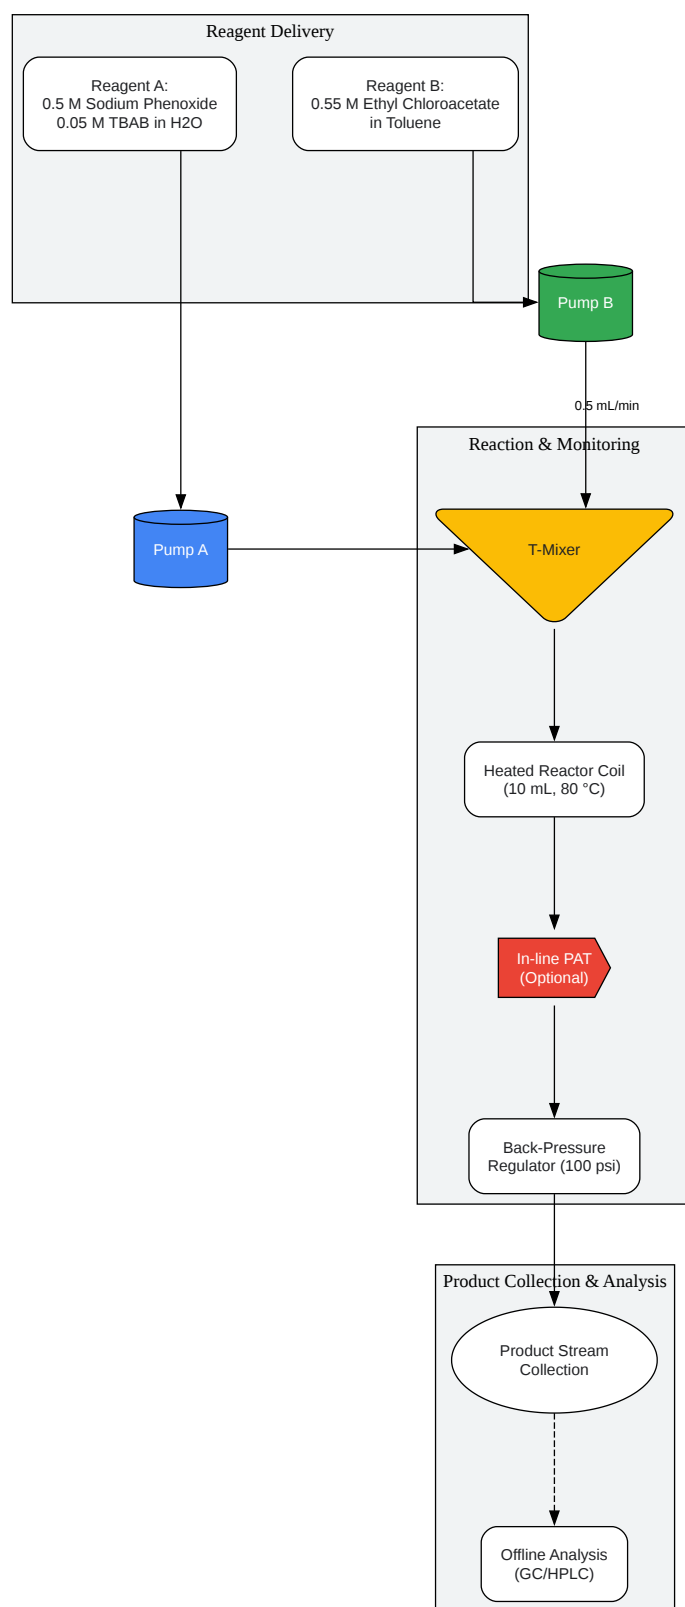 Reagent Delivery
Reagent A:
0.5 M Sodium Phenoxide
0.05 M TBAB in H2O
Reagent B:
0.55 M Ethyl Chloroacetate
in Toluene
Pump B
0.5 mL/min
Reaction & Monitoring
Pump A
T-Mixer
Heated Reactor Coil
(10 mL, 80 °C)
In-line PAT
(Optional)
Back-Pressure
Regulator (100 psi)
Product Collection & Analysis
Product Stream
Collection
Offline Analysis
(GC/HPLC)